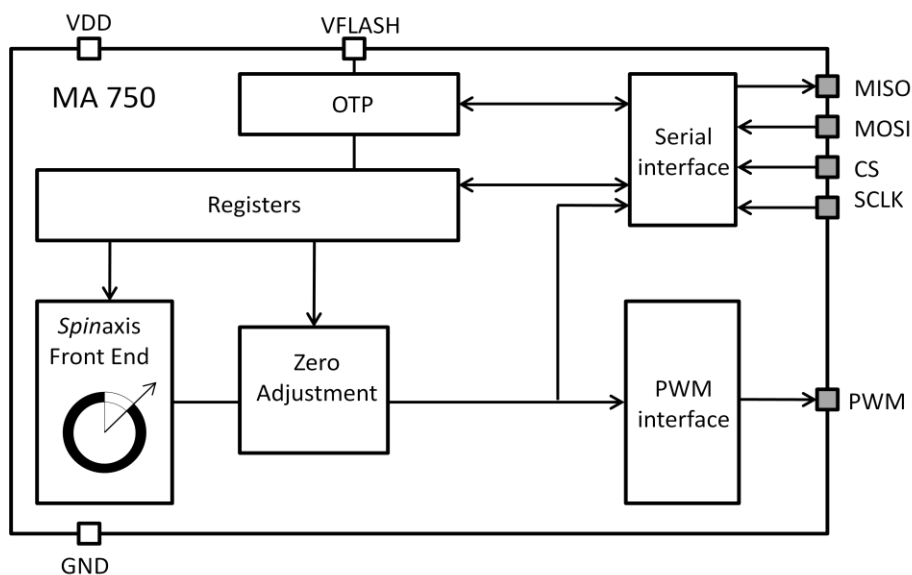 VDD
VFLASH
MA 750
OTP
Serial
interface
MISO
MOSI
CS
SCLK
Registers
Spinaxis
Front End
Zero
Adjustment
PWM
interface
PWM
GND